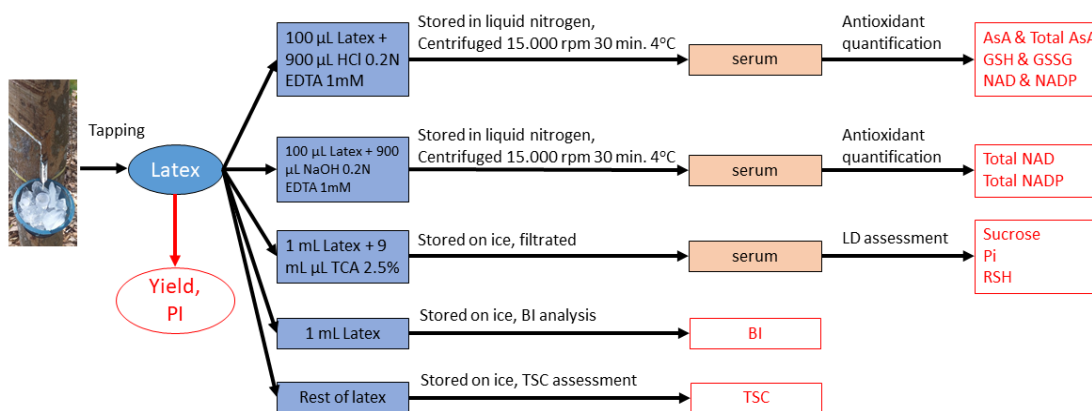 Tapping
Latex
Yield,
PI
100 µL Latex +
900 µL HCl 0.2N
EDTA 1mM
Stored in liquid nitrogen,
Centrifuged 15.000 rpm 30 min. 4ºC
serum
Antioxidant
quantification
AsA & Total AsA
GSH & GSSG
NAD & NADP
100 µL Latex + 900
µL NaOH 0.2N
EDTA 1mM
Stored in liquid nitrogen,
Centrifuged 15.000 rpm 30 min. 4ºC
serum
Antioxidant
quantification
Total NAD
Total NADP
1 mL Latex + 9
mL µL TCA 2.5%
Stored on ice, filtrated
serum
LD assessment
Sucrose
Pi
RSH
1 mL Latex
Stored on ice, BI analysis
BI
Rest of latex
Stored on ice, TSC assessment
TSC